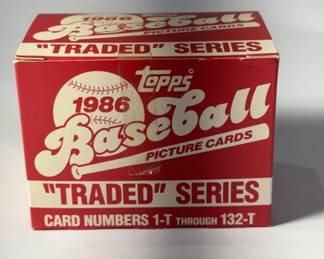 1986
Baseball
PICTURE CARDS
"TRADED" SERIES
topps
1986
Baseball
PICTURE CARDS
"TRADED" SERIES
CARD NUMBERS 1-T THROUGH 132-T